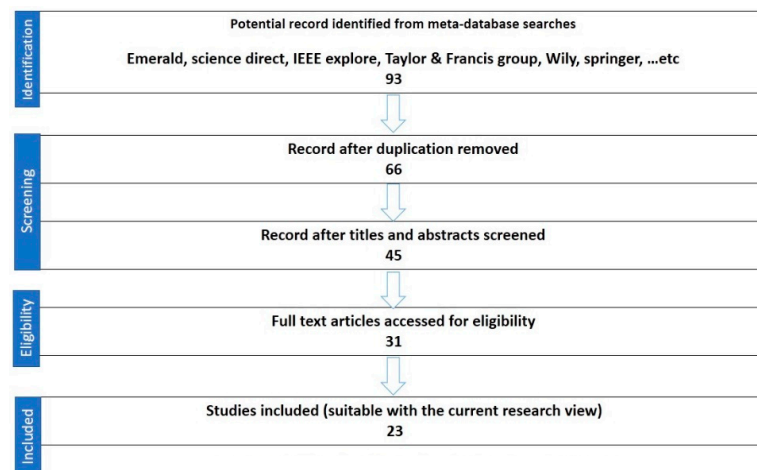 Identification
Potential record identified from meta-database searches
Emerald, science direct, IEEE explore, Taylor & Francis group, Wily, springer, ...etc
93
Screening
Record after duplication removed
66
Record after titles and abstracts screened
45
Eligibility
Full text articles accessed for eligibility
31
Included
Studies included (suitable with the current research view)
23